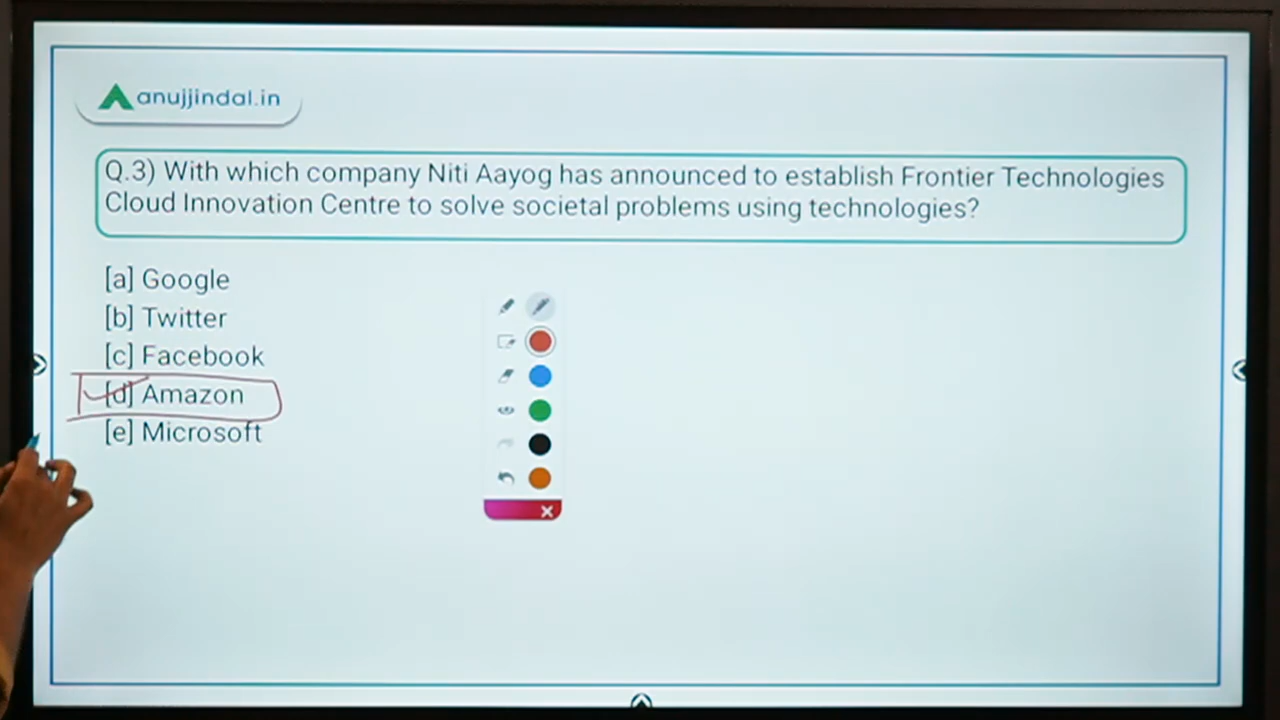 anujjindal.in
Q.3) With which company Niti Aayog has announced to establish Frontier Technologies
Cloud Innovation Centre to solve societal problems using technologies?
[a] Google
[b] Twitter
[c] Facebook
[d] Amazon
[e] Microsoft